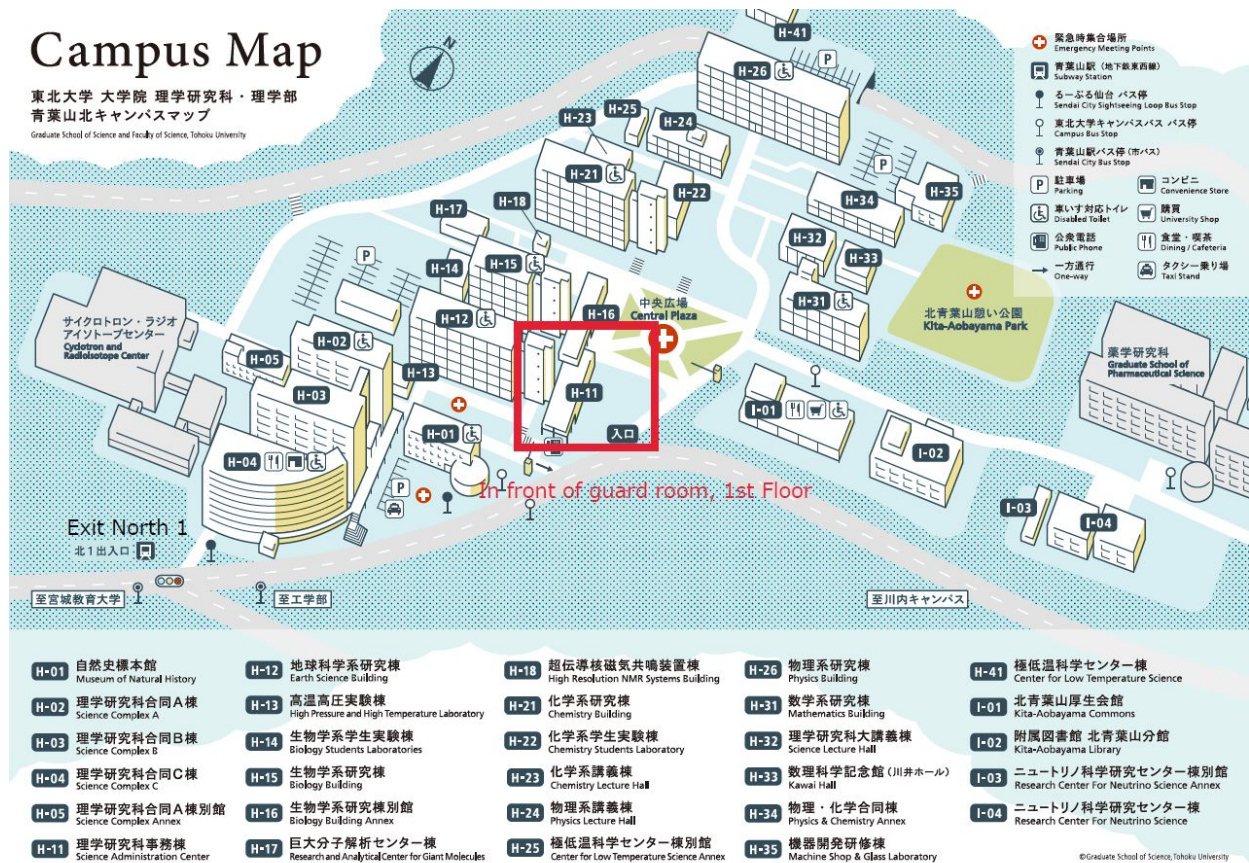 Campus Map
N
東北大学 大学院 理学研究科・理学部
青葉山北キャンパスマップ
Graduate School of Science and Faculty of Science, Tohoku University
緊急時集合場所
Emergency Meeting Points
青葉山駅(地下鉄東西線)
Subway Station
るーぷる仙台 バス停
Sendai City Sightseeing Loop Bus Stop
東北大学キャンパスバス バス停
Campus Bus Stop
青葉山駅バス停(市バス)
Sendai City Bus Stop
P 駐車場
Parking
コンビニ
Convenience Store
車いす対応トイレ
Disabled Toilet
購買
University Shop
公衆電話
Public Phone
食堂・喫茶
Dining / Cafeteria
一方通行
One-way
タクシー乗り場
Taxi Stand
H-41
H-26
P
H-25
H-24
H-23
H-21
H-22
P
H-35
H-34
H-17
H-18
H-32
H-33
P
H-14
H-15
H-31
H-16
中央広場
Central Plaza
北青葉山憩い公園
Kita-Aobayama Park
サイクロトロン・ラジオ
アイソトープセンター
Cyclotron and
Radioisotope Center
H-12
H-02
H-05
H-13
H-03
H-11
薬学研究科
Graduate School of
Pharmaceutical Science
I-01
入口
H-01
I-02
H-04
P
In front of guard room, 1st Floor
I-03
I-04
Exit North 1
北1出入口
至宮城教育大学
至工学部
至川内キャンパス
H-01 自然史標本館
Museum of Natural History
H-02 理学研究科合同A棟
Science Complex A
H-03 理学研究科合同B棟
Science Complex B
H-04 理学研究科合同C棟
Science Complex C
H-05 理学研究科合同A棟別館
Science Complex Annex
H-11 理学研究科事務棟
Science Administration Center
H-12 地球科学系研究棟
Earth Science Building
H-13 高温高圧実験棟
High Pressure and High Temperature Laboratory
H-14 生物学系学生実験棟
Biology Students Laboratories
H-15 生物学系研究棟
Biology Building
H-16 生物学系研究棟別館
Biology Building Annex
H-17 巨大分子解析センター棟
Research and Analytical Center for Giant Molecules
H-18 超伝導核磁気共鳴装置棟
High Resolution NMR Systems Building
H-21 化学系研究棟
Chemistry Building
H-22 化学系学生実験棟
Chemistry Students Laboratory
H-23 化学系講義棟
Chemistry Lecture Hall
H-24 物理系講義棟
Physics Lecture Hall
H-25 極低温科学センター棟別館
Center for Low Temperature Science Annex
H-26 物理系研究棟
Physics Building
H-31 数学系研究棟
Mathematics Building
H-32 理学研究科大講義棟
Science Lecture Hall
H-33 数理科学記念館(川井ホール)
Kawai Hall
H-34 物理・化学合同棟
Physics & Chemistry Annex
H-35 機器開発研修棟
Machine Shop & Glass Laboratory
H-41 極低温科学センター棟
Center for Low Temperature Science
I-01 北青葉山厚生会館
Kita-Aobayama Commons
I-02 附属図書館 北青葉山分館
Kita-Aobayama Library
I-03 ニュートリノ科学研究センター棟別館
Research Center For Neutrino Science Annex
I-04 ニュートリノ科学研究センター棟
Research Center For Neutrino Science
©Graduate School of Science, Tohoku University